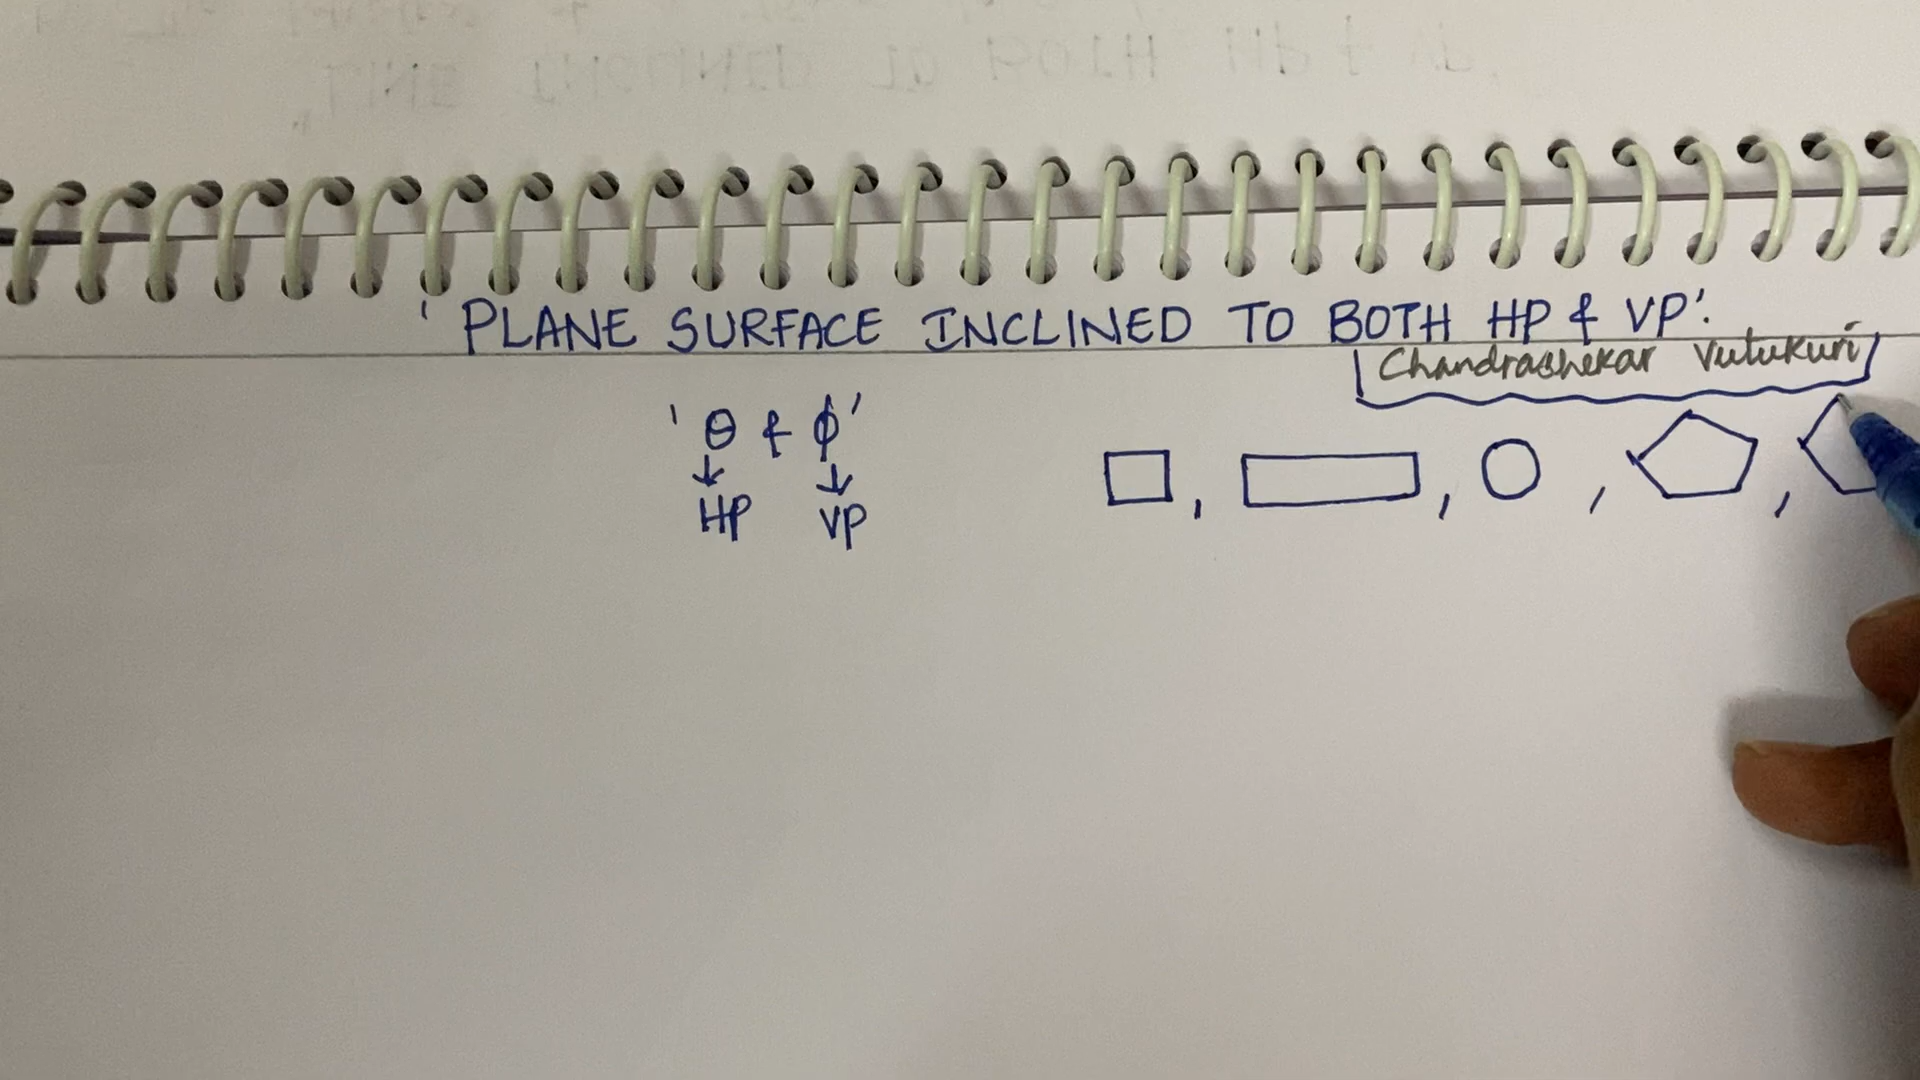 'PLANE SURFACE INCLINED TO BOTH HP & VP'.
Chandrashekar Vutukuri
'θ & ϕ'
↓ ↓
HP VP